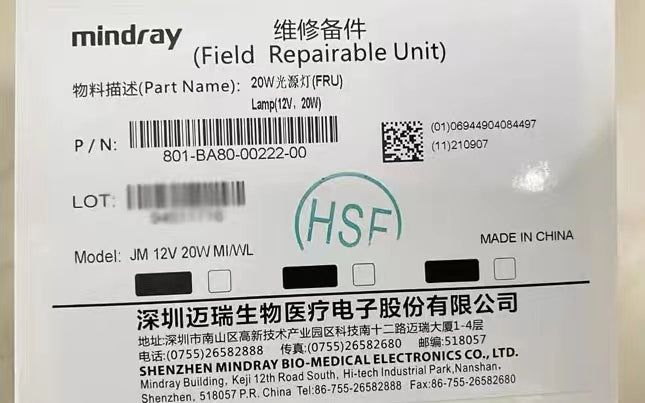 mindray
维修备件
(Field Repairable Unit)
物料描述(Part Name): 20W光源灯(FRU)
Lamp(12V, 20W)
P / N:
801-BA80-00222-00
(01)06944904084497
(11)210907
LOT:
HSF
Model: JM 12V 20W MI/WL
MADE IN CHINA
深圳迈瑞生物医疗电子股份有限公司
地址:深圳市南山区高新技术产业园区科技南十二路迈瑞大厦1-4层
电话:(0755)26582888 传真:(0755)26582680 邮编:518057
SHENZHEN MINDRAY BIO-MEDICAL ELECTRONICS CO., LTD.
Mindray Building, Keji 12th Road South, Hi-tech Industrial Park,Nanshan,
Shenzhen, 518057 P.R. China Tel:86-755-26582888 Fax:86-755-26582680